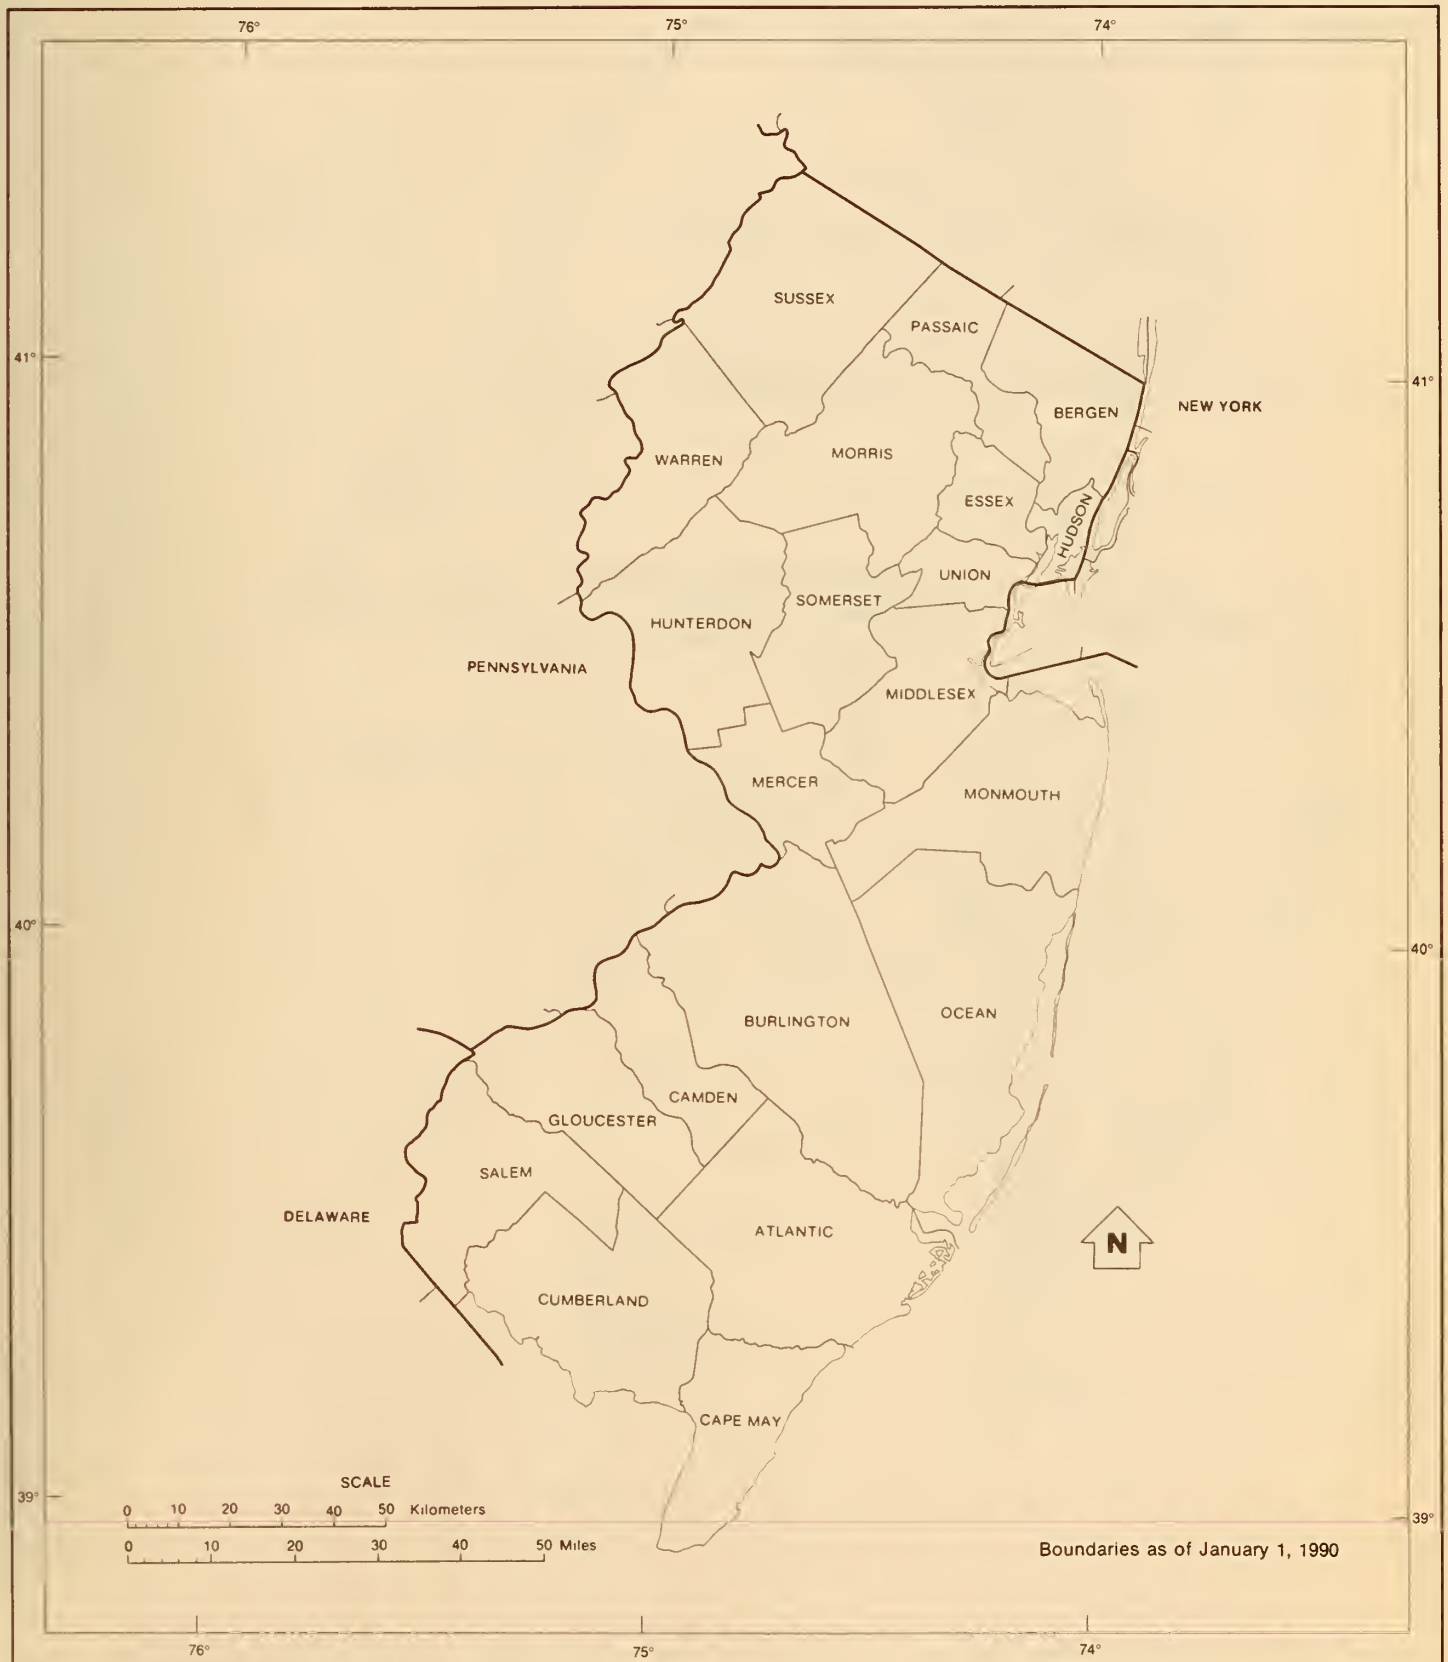 76° 75° 74°
SUSSEX
PASSAIC
41°
41°
BERGEN
NEW YORK
MORRIS
WARREN
ESSEX
HUDSON
UNION
SOMERSET
HUNTERDON
PENNSYLVANIA
MIDDLESEX
MERCER
MONMOUTH
40°
40°
OCEAN
BURLINGTON
CAMDEN
GLOUCESTER
SALEM
DELAWARE
ATLANTIC
N
CUMBERLAND
CAPE MAY
SCALE
39°
0 10 20 30 40 50 Kilometers
39°
0 10 20 30 40 50 Miles
Boundaries as of January 1, 1990
76° 75° 74°